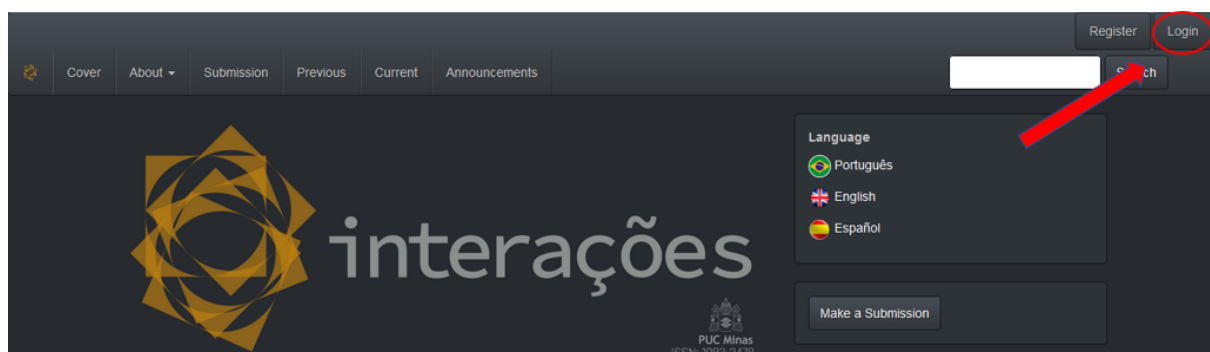 Register Login
Cover About Submission Previous Current Announcements
Language
Português
English
Español
interações
Make a Submission
PUC Minas